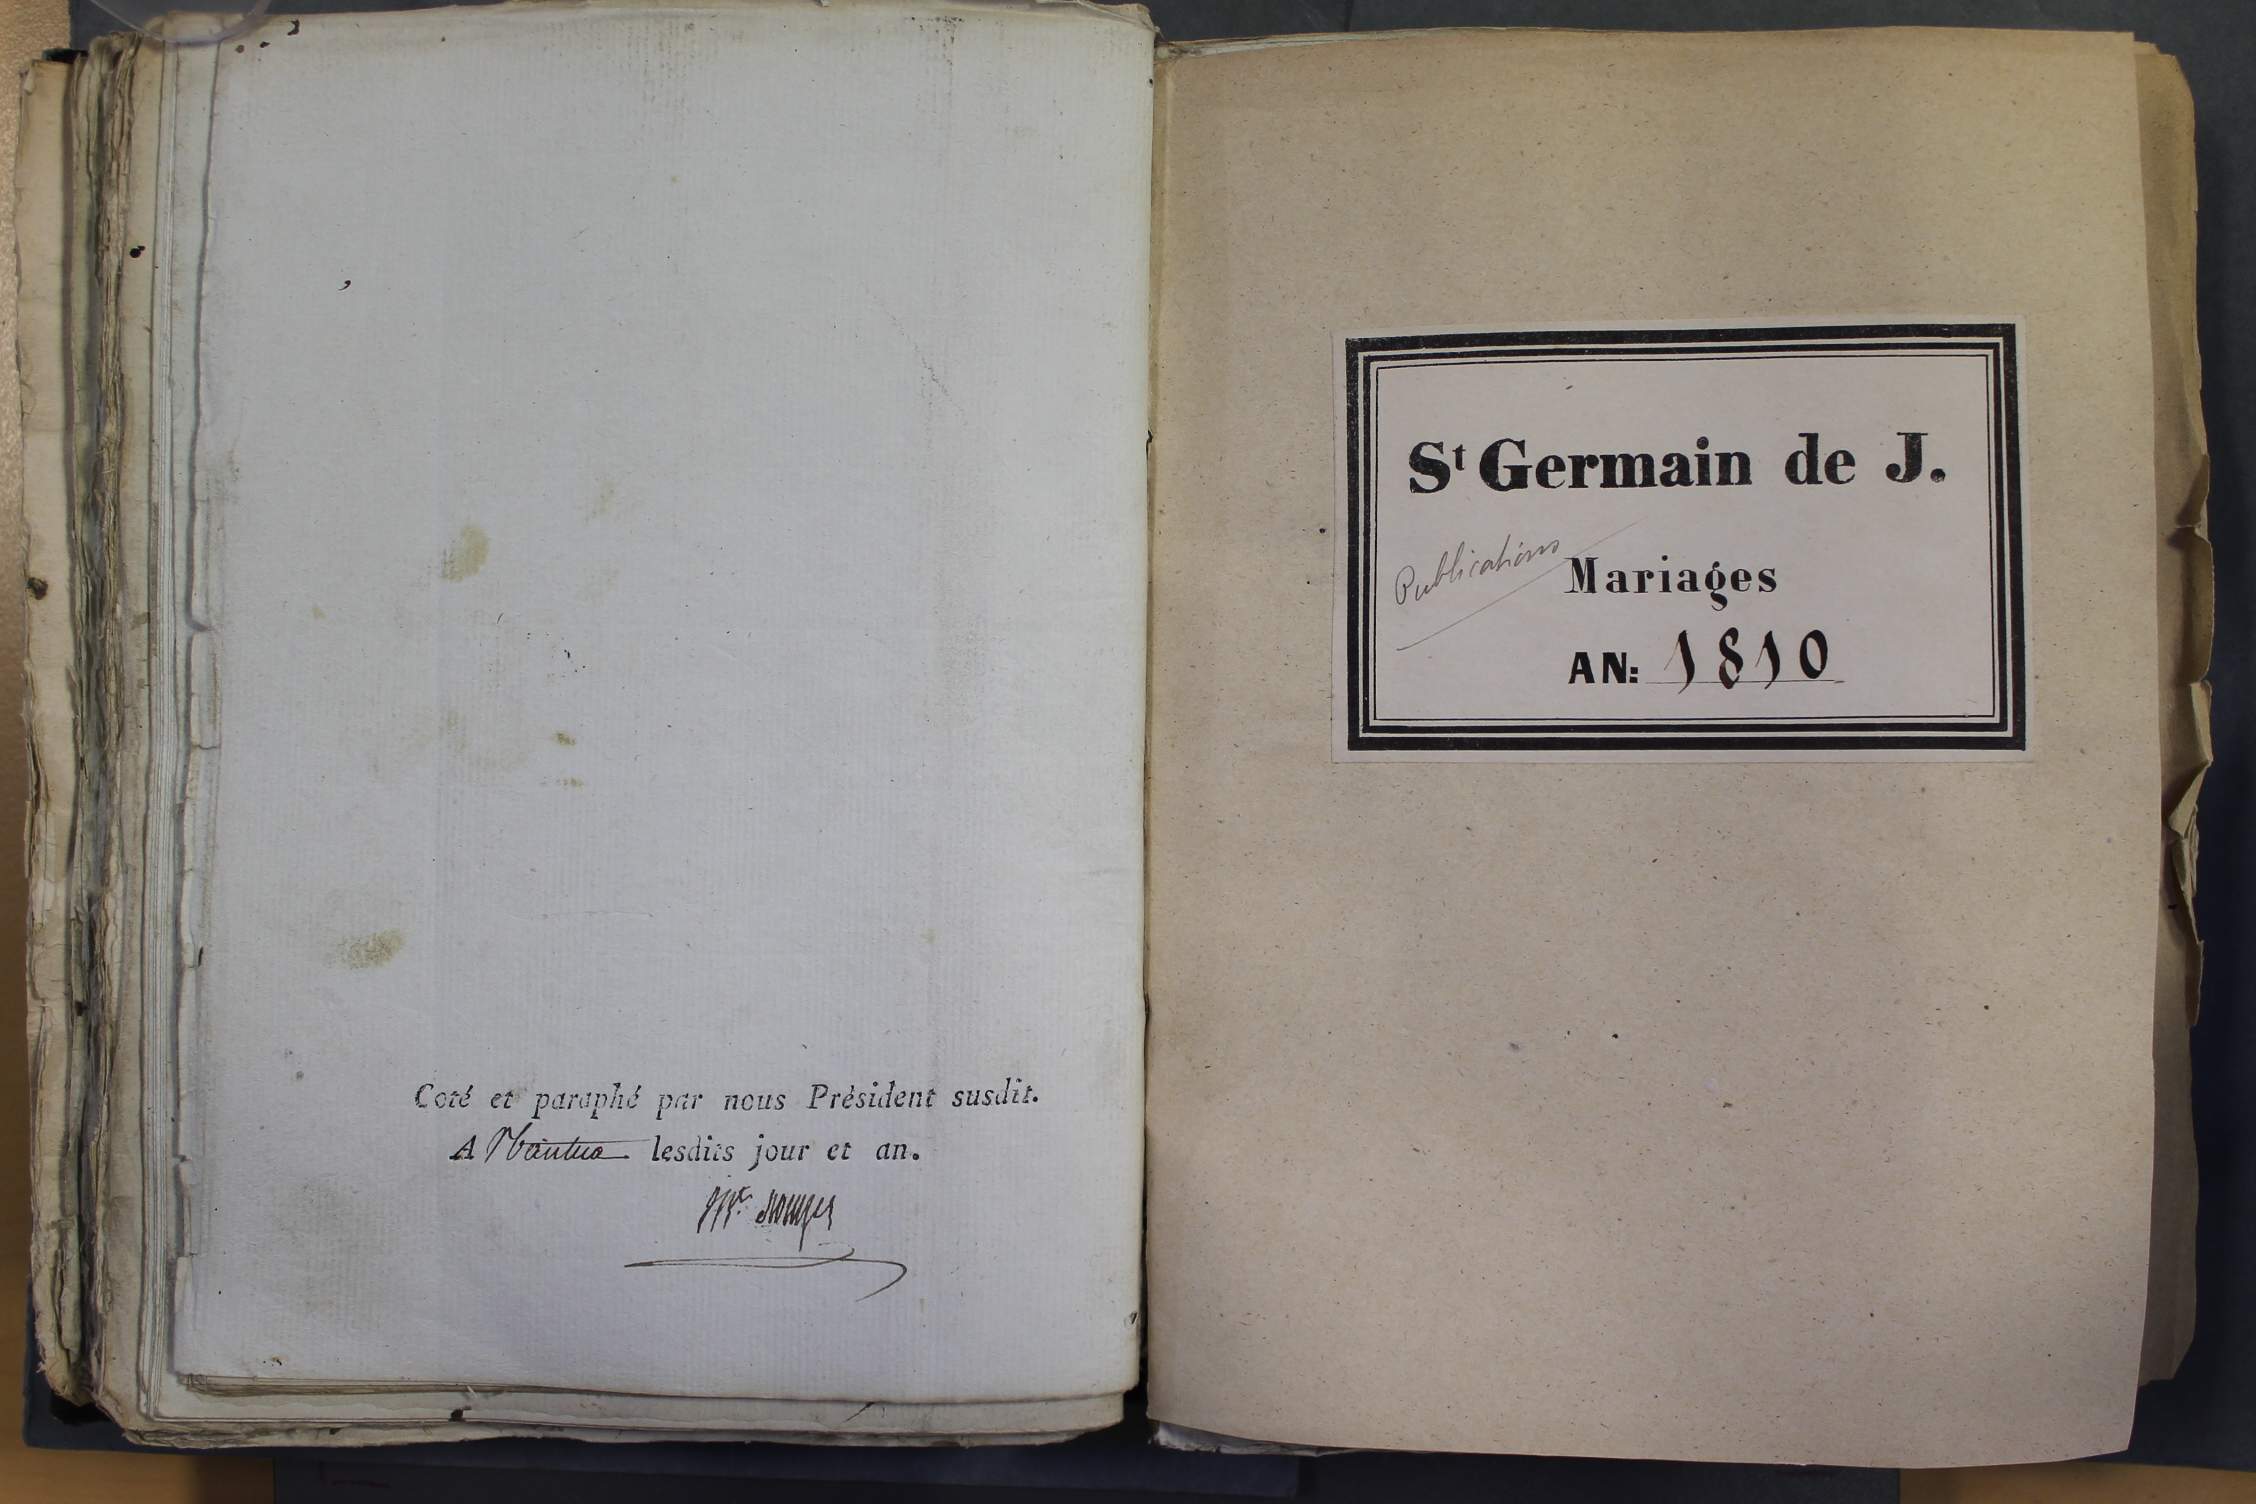 Coté et paraphé par nous Président susdit.
A Nantua lesdits jour et an.
St Germain de J.
Publications
Mariages
AN: 1810